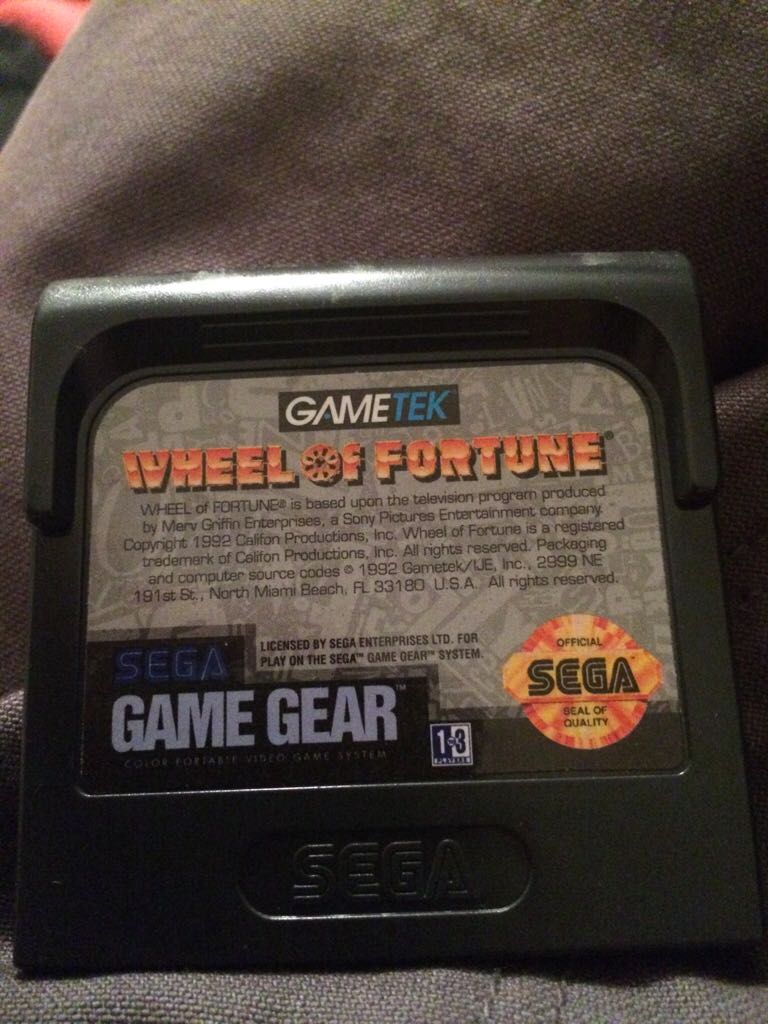 GAMETEK
WHEEL OF FORTUNE®
WHEEL of FORTUNE® is based upon the television program produced
by Merv Griffin Enterprises, a Sony Pictures Entertainment company.
Copyright 1992 Califon Productions, Inc. Wheel of Fortune is a registered
trademark of Califon Productions, Inc. All rights reserved. Packaging
and computer source codes © 1992 Gametek/IJE, Inc., 2999 NE
191st St., North Miami Beach, FL 33180 U.S.A. All rights reserved.
LICENSED BY SEGA ENTERPRISES LTD. FOR
PLAY ON THE SEGA™ GAME GEAR™ SYSTEM.
SEGA
GAME GEAR™
COLOR PORTABLE VIDEO GAME SYSTEM
1-3
PLAYER
OFFICIAL
SEGA™
SEAL OF
QUALITY
SEGA